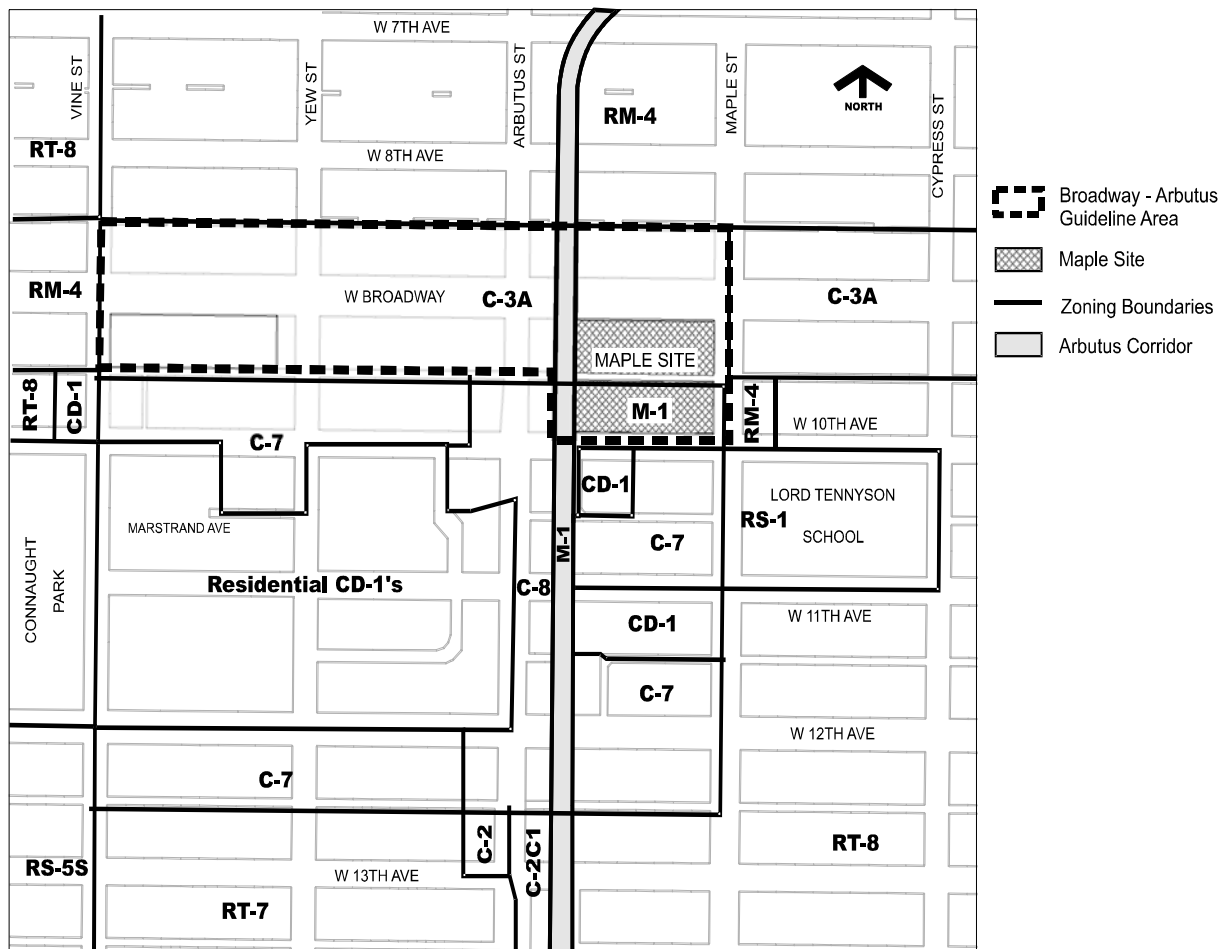 W 7TH AVE
VINE ST
YEW ST
ARBUTUS ST
MAPLE ST
CYPRESS ST
NORTH
RM-4
RT-8
W 8TH AVE
Broadway - Arbutus
Guideline Area
Maple Site
Zoning Boundaries
Arbutus Corridor
RM-4
W BROADWAY
C-3A
C-3A
MAPLE SITE
RT-8
CD-1
M-1
RM-4
W 10TH AVE
C-7
CD-1
LORD TENNYSON
SCHOOL
RS-1
MARSTRAND AVE
M-1
C-7
CONNAUGHT
PARK
Residential CD-1's
C-8
CD-1
W 11TH AVE
C-7
W 12TH AVE
C-7
C-2
C-2C1
RT-8
RS-5S
W 13TH AVE
RT-7